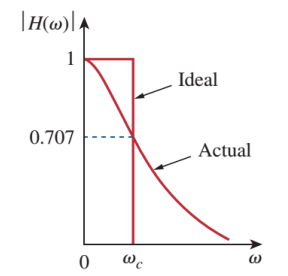 |H(ω)|
1
Ideal
0.707
Actual
0
ω_c
ω